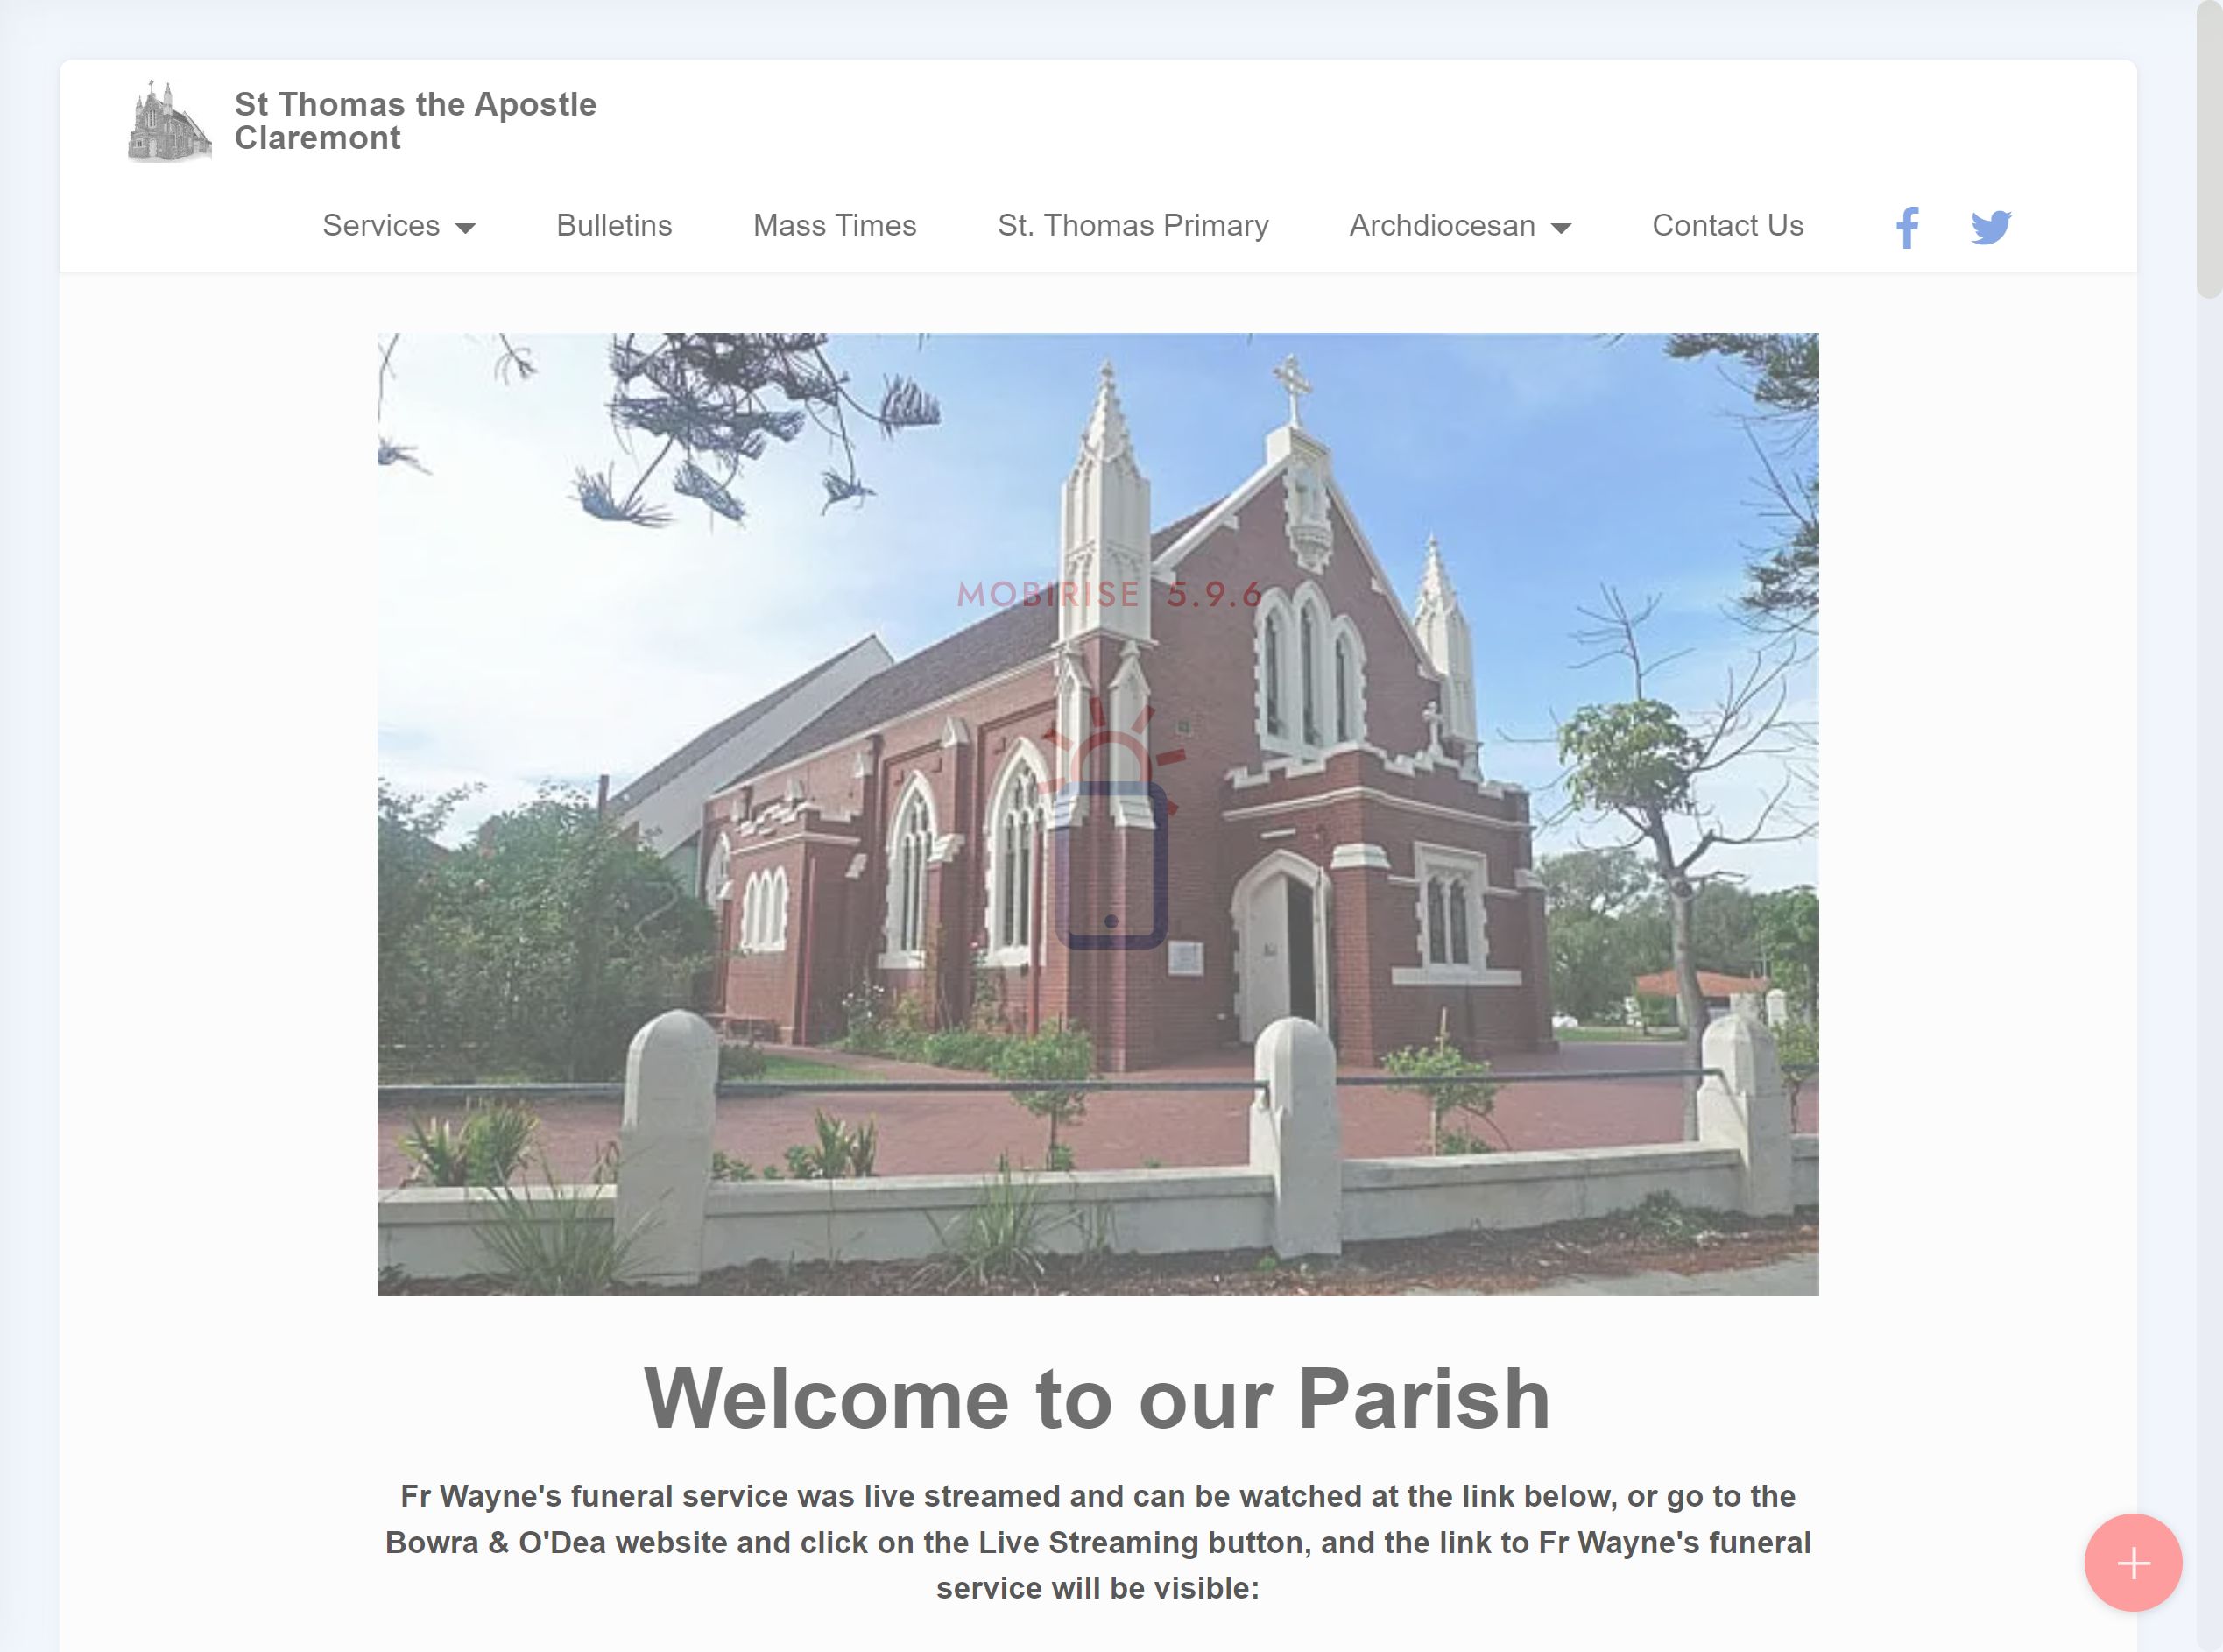 St Thomas the Apostle
Claremont
Services
Bulletins
Mass Times
St. Thomas Primary
Archdiocesan
Contact Us
MOBIRISE 5.9.6
Welcome to our Parish
Fr Wayne's funeral service was live streamed and can be watched at the link below, or go to the
Bowra & O'Dea website and click on the Live Streaming button, and the link to Fr Wayne's funeral
service will be visible: